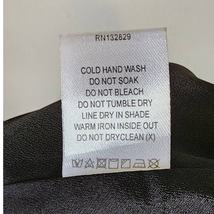 RN132829
COLD HAND WASH
DO NOT SOAK
DO NOT BLEACH
DO NOT TUMBLE DRY
LINE DRY IN SHADE
WARM IRON INSIDE OUT
DO NOT DRYCLEAN (X)